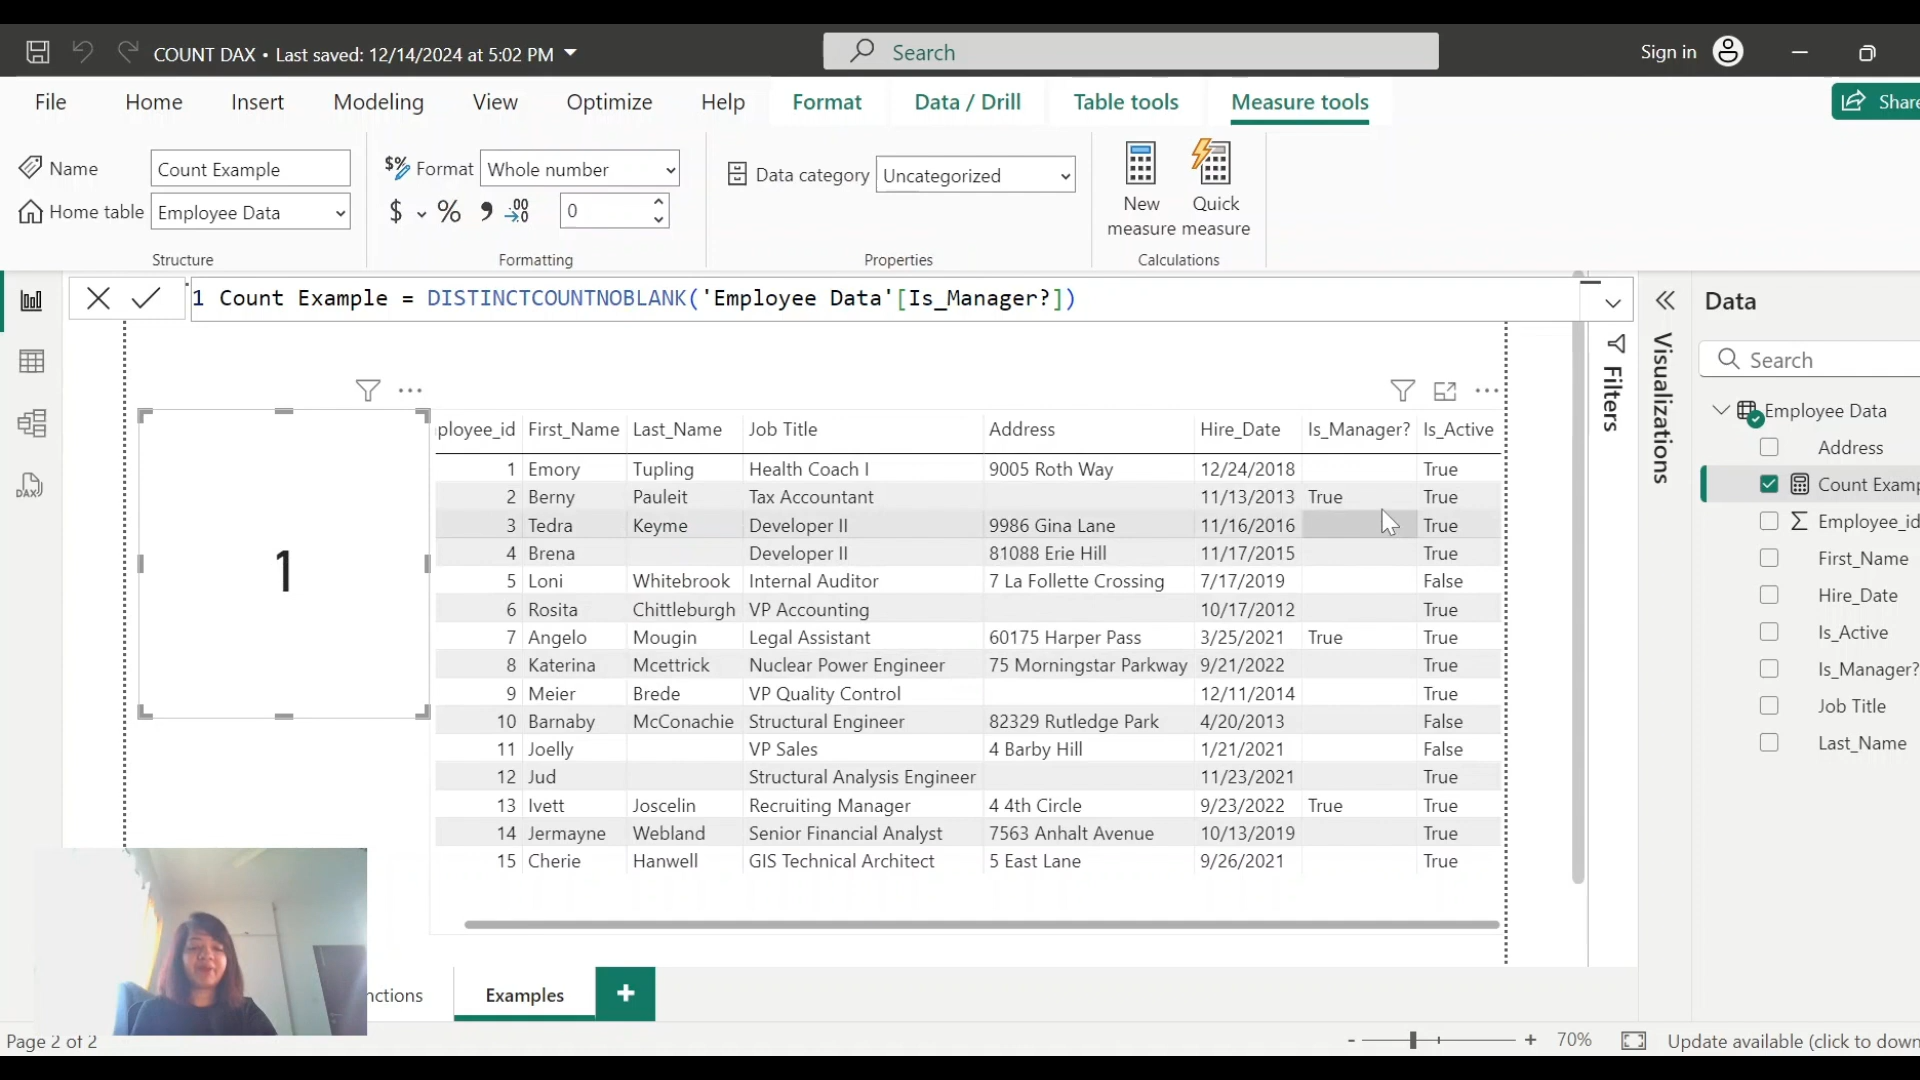 COUNT DAX • Last saved: 12/14/2024 at 5:02 PM
Search
Sign in
File Home Insert Modeling View Optimize Help Format Data / Drill Table tools Measure tools
Share
Name Count Example
Home table Employee Data
Structure
$% Format Whole number
$ % , .00 0
Formatting
Data category Uncategorized
Properties
New measure
Quick measure
Calculations
1 Count Example = DISTINCTCOUNTNOBLANK('Employee Data'[Is_Manager?])
DAX
1
ployee_id First_Name Last_Name Job Title Address Hire_Date Is_Manager? Is_Active
1 Emory Tupling Health Coach I 9005 Roth Way 12/24/2018 True
2 Berny Pauleit Tax Accountant 11/13/2013 True True
3 Tedra Keyme Developer II 9986 Gina Lane 11/16/2016 True
4 Brena Developer II 81088 Erie Hill 11/17/2015 True
5 Loni Whitebrook Internal Auditor 7 La Follette Crossing 7/17/2019 False
6 Rosita Chittleburgh VP Accounting 10/17/2012 True
7 Angelo Mougin Legal Assistant 60175 Harper Pass 3/25/2021 True True
8 Katerina Mcettrick Nuclear Power Engineer 75 Morningstar Parkway 9/21/2022 True
9 Meier Brede VP Quality Control 12/11/2014 True
10 Barnaby McConachie Structural Engineer 82329 Rutledge Park 4/20/2013 False
11 Joelly VP Sales 4 Barby Hill 1/21/2021 False
12 Jud Structural Analysis Engineer 11/23/2021 True
13 Ivett Joscelin Recruiting Manager 4 4th Circle 9/23/2022 True True
14 Jermayne Webland Senior Financial Analyst 7563 Anhalt Avenue 10/13/2019 True
15 Cherie Hanwell GIS Technical Architect 5 East Lane 9/26/2021 True
Filters
Visualizations
Data
Search
Employee Data
Address
Count Examp
Employee_id
First_Name
Hire_Date
Is_Active
Is_Manager?
Job Title
Last_Name
nctions Examples +
Page 2 of 2
- + 70%
Update available (click to down